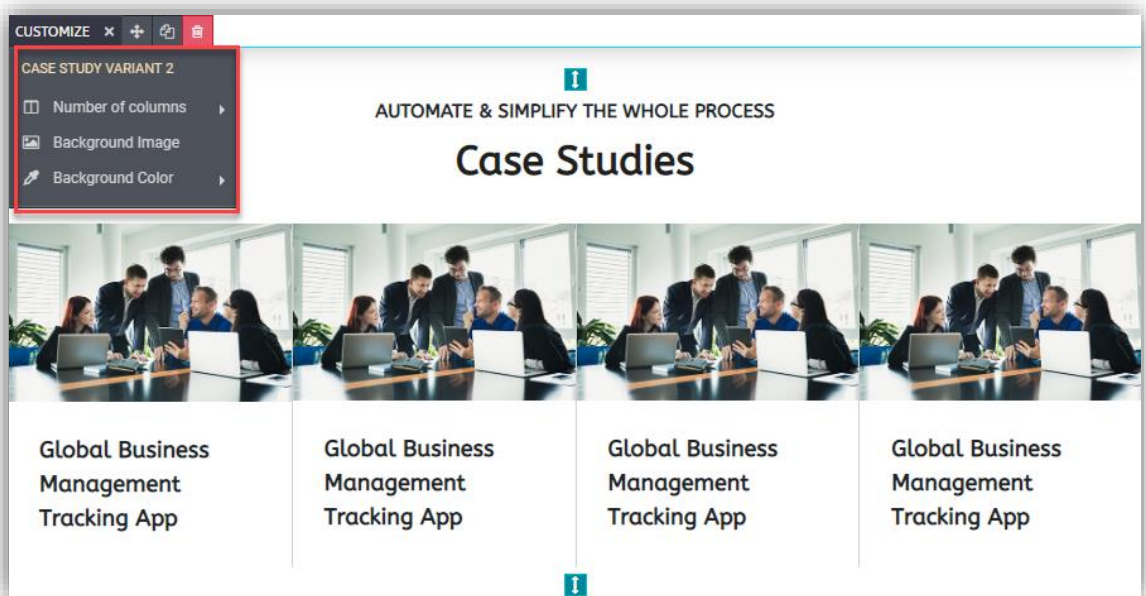 CUSTOMIZE
CASE STUDY VARIANT 2
Number of columns
Background Image
Background Color
AUTOMATE & SIMPLIFY THE WHOLE PROCESS
Case Studies
Global Business
Management
Tracking App
Global Business
Management
Tracking App
Global Business
Management
Tracking App
Global Business
Management
Tracking App